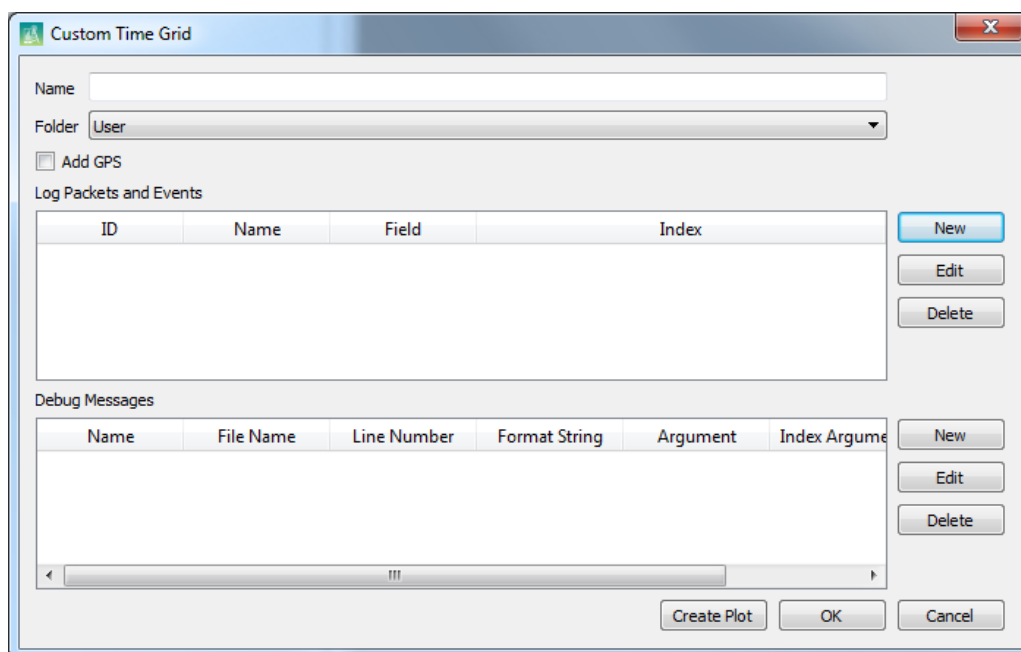 Custom Time Grid
Name
Folder User
Add GPS
Log Packets and Events
ID Name Field Index New
Edit
Delete
Debug Messages
Name File Name Line Number Format String Argument Index Argume New
Edit
Delete
Create Plot OK Cancel